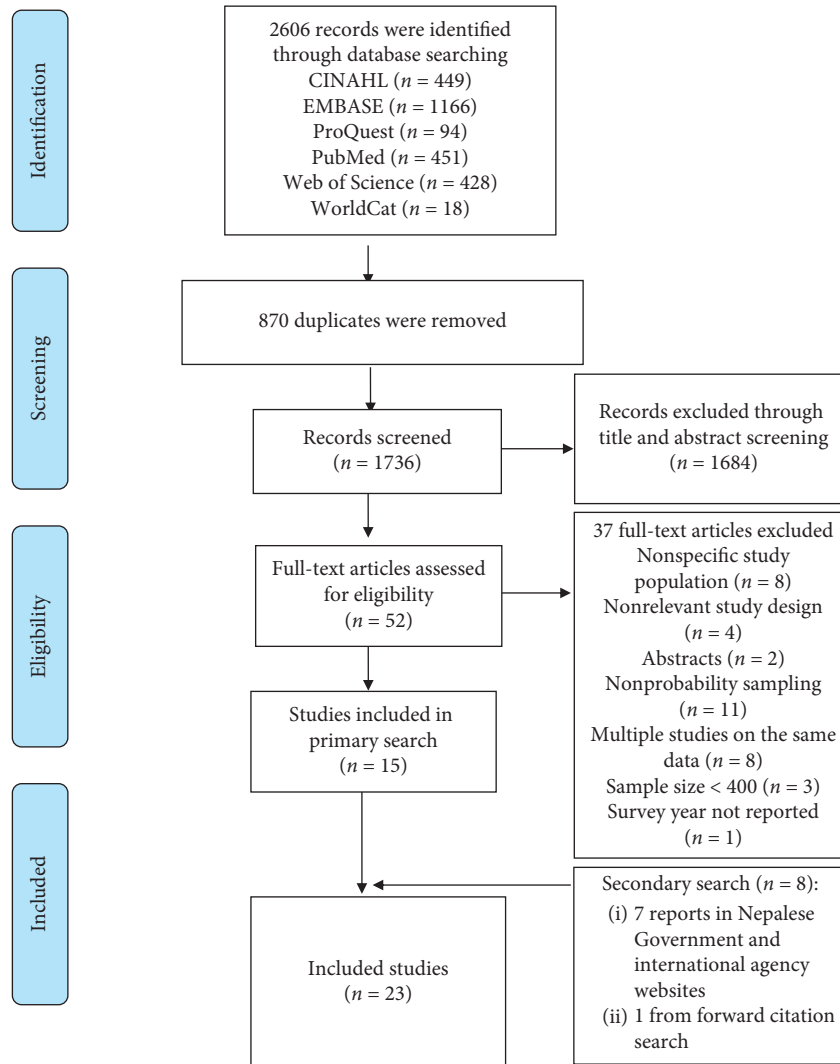 Identification
2606 records were identified
through database searching
CINAHL (n = 449)
EMBASE (n = 1166)
ProQuest (n = 94)
PubMed (n = 451)
Web of Science (n = 428)
WorldCat (n = 18)
Screening
870 duplicates were removed
Records screened
(n = 1736)
Records excluded through
title and abstract screening
(n = 1684)
Eligibility
Full-text articles assessed
for eligibility
(n = 52)
37 full-text articles excluded
Nonspecific study
population (n = 8)
Nonrelevant study design
(n = 4)
Abstracts (n = 2)
Nonprobability sampling
(n = 11)
Multiple studies on the same
data (n = 8)
Sample size < 400 (n = 3)
Survey year not reported
(n = 1)
Studies included in
primary search
(n = 15)
Included
Secondary search (n = 8):
(i) 7 reports in Nepalese
Government and
international agency
websites
(ii) 1 from forward citation
search
Included studies
(n = 23)